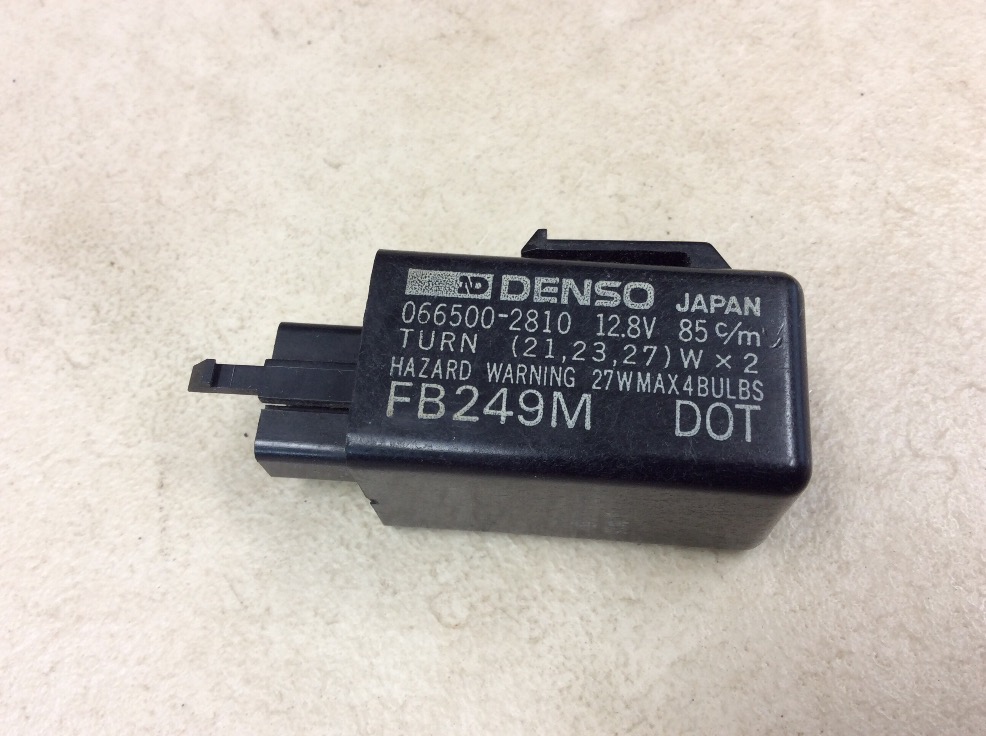 ND DENSO JAPAN
066500-2810 12.8V 85 c/m
TURN (21,23,27)W×2
HAZARD WARNING 27WMAX4BULBS
FB249M DOT